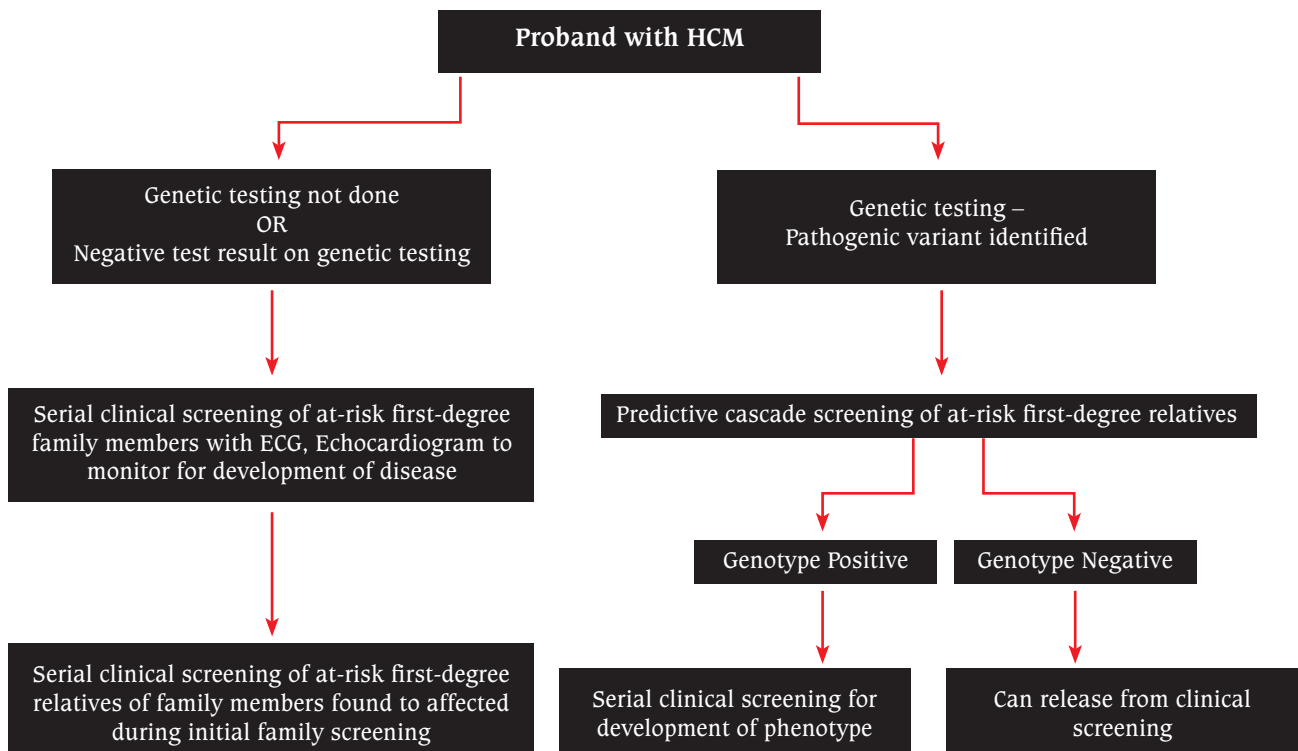 Proband with HCM
Genetic testing not done
OR
Negative test result on genetic testing
Genetic testing –
Pathogenic variant identified
Serial clinical screening of at-risk first-degree
family members with ECG, Echocardiogram to
monitor for development of disease
Predictive cascade screening of at-risk first-degree relatives
Genotype Positive
Genotype Negative
Serial clinical screening of at-risk first-degree
relatives of family members found to affected
during initial family screening
Serial clinical screening for
development of phenotype
Can release from clinical
screening